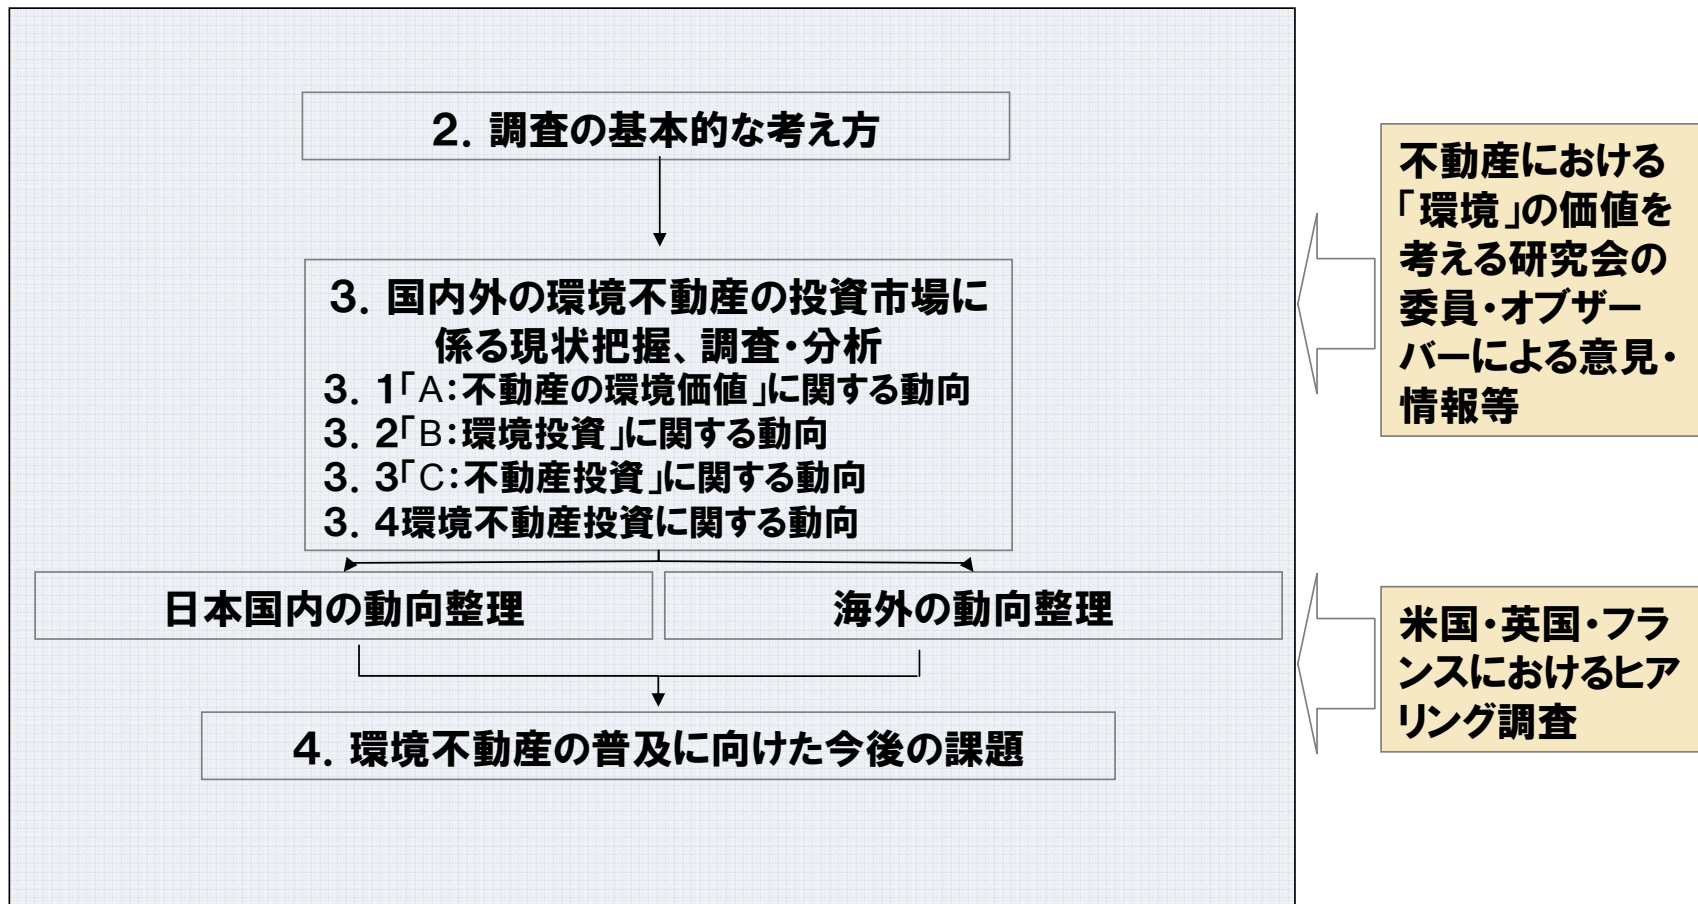 ２．調査の基本的な考え方
３．国内外の環境不動産の投資市場に
係る現状把握、調査・分析
３．１「A：不動産の環境価値」に関する動向
３．２「B：環境投資」に関する動向
３．３「C：不動産投資」に関する動向
３．４環境不動産投資に関する動向
日本国内の動向整理
海外の動向整理
４．環境不動産の普及に向けた今後の課題
不動産における
「環境」の価値を
考える研究会の
委員・オブザー
バーによる意見・
情報等
米国・英国・フラ
ンスにおけるヒア
リング調査